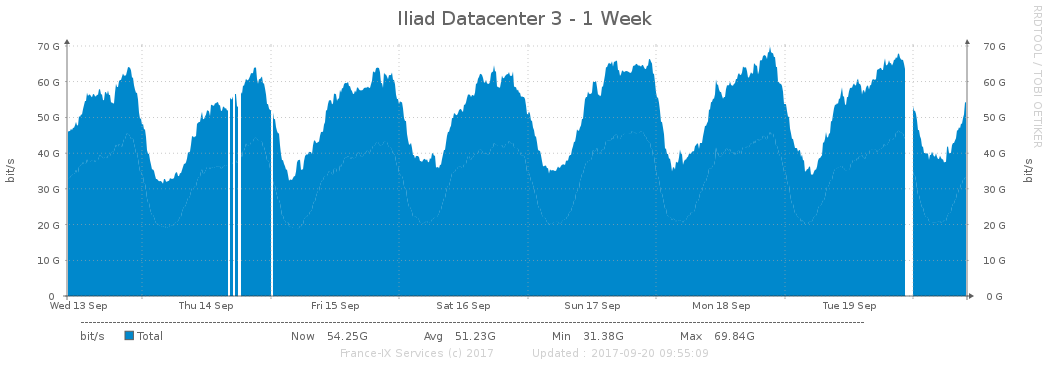 Iliad Datacenter 3 - 1 Week
RRDTOOL / TOBI OETIKER
70 G 70 G
60 G 60 G
50 G 50 G
40 G 40 G
30 G 30 G
20 G 20 G
10 G 10 G
0 0 G
bit/s bit/s
Wed 13 Sep Thu 14 Sep Fri 15 Sep Sat 16 Sep Sun 17 Sep Mon 18 Sep Tue 19 Sep
bit/s Total Now 54.25G Avg 51.23G Min 31.38G Max 69.84G
France-IX Services (c) 2017 Updated : 2017-09-20 09:55:09